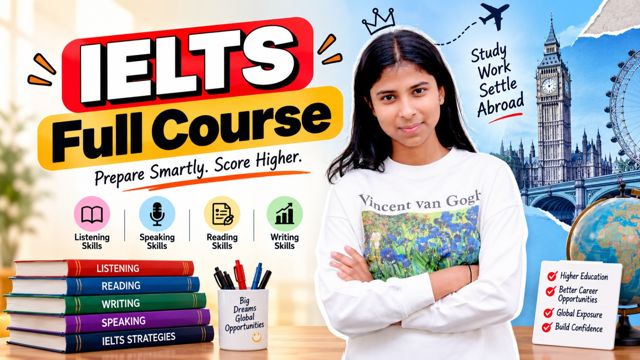 IELTS
Full Course
Prepare Smartly. Score Higher.
Listening
Skills
Speaking
Skills
Reading
Skills
Writing
Skills
LISTENING
READING
WRITING
SPEAKING
IELTS STRATEGIES
Big
Dreams
Global
Opportunities
Vincent van Gogh
Study
Work
Settle
Abroad
Higher Education
Better Career
Opportunities
Global Exposure
Build Confidence